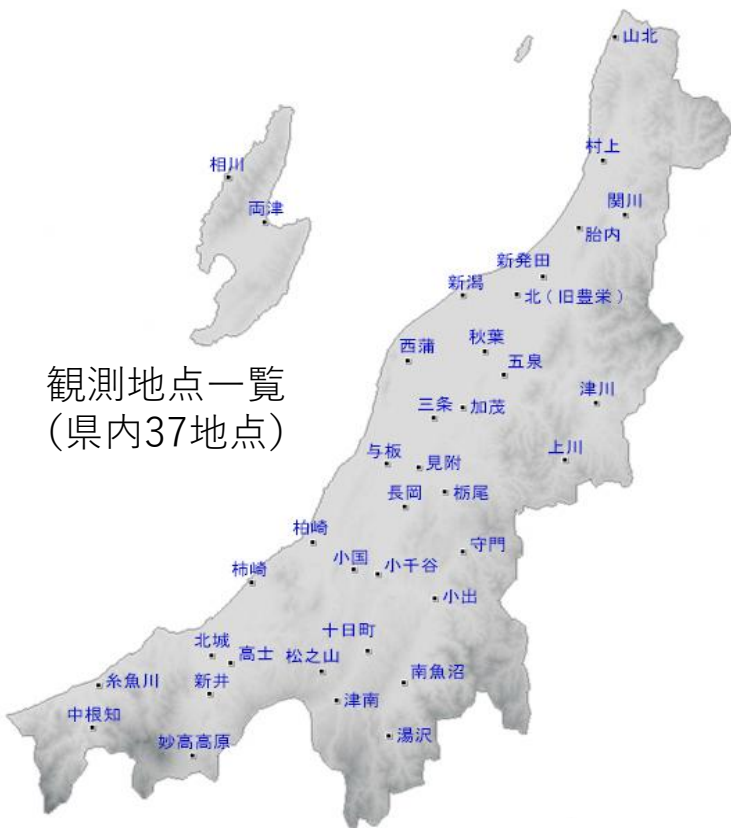 山北
村上
相川
関川
両津
胎内
新発田
新潟
北(旧豊栄)
秋葉
西蒲
五泉
観測地点一覧
(県内37地点)
津川
三条
加茂
与板
見附
上川
長岡
栃尾
柏崎
守門
小国
小千谷
柿崎
小出
十日町
北城
高士
松之山
糸魚川
新井
南魚沼
津南
中根知
妙高高原
湯沢